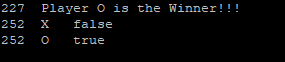 227  Player O is the Winner!!!
252  X   false
252  O   true